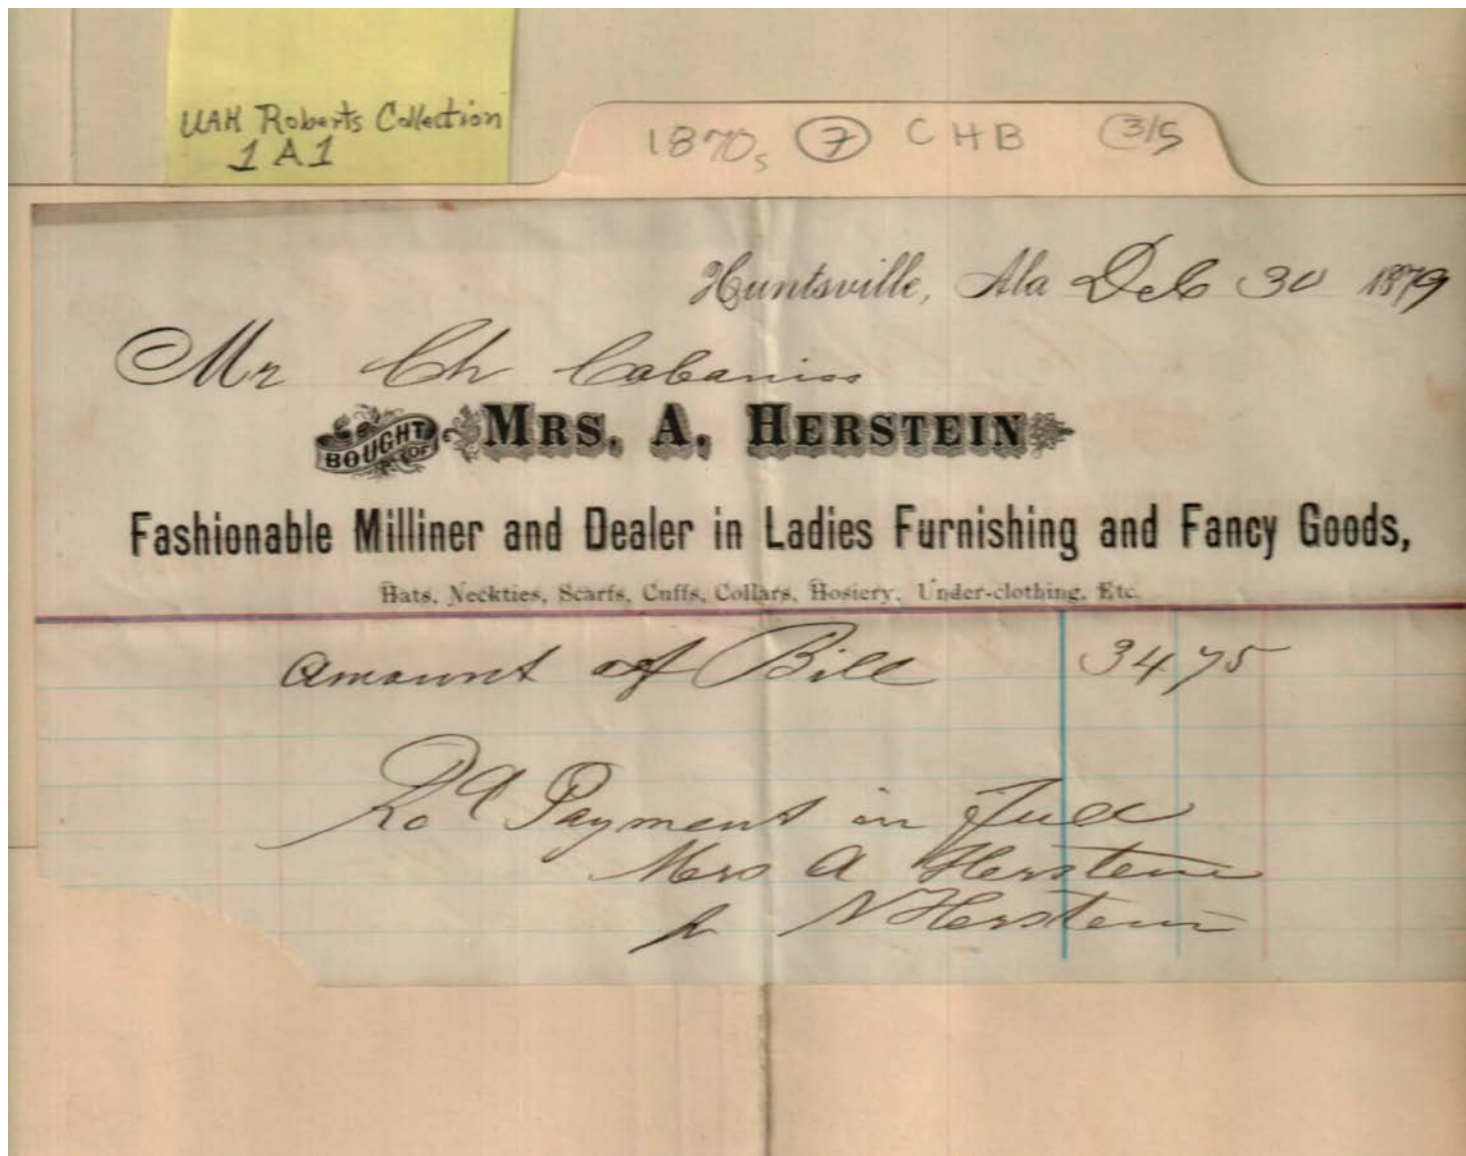 UAH Roberts Collection
1A1
1870s 7 CHB 3/5
Huntsville, Ala Dec 30 1879
Mr Ch Cabaniss
BOUGHT OF MRS. A. HERSTEIN
Fashionable Milliner and Dealer in Ladies Furnishing and Fancy Goods,
Hats, Neckties, Scarfs, Cuffs, Collars, Hosiery, Under-clothing, Etc.
Amount of Bill 34 75
Payment in Full
Mrs A Herstein
N Herstein